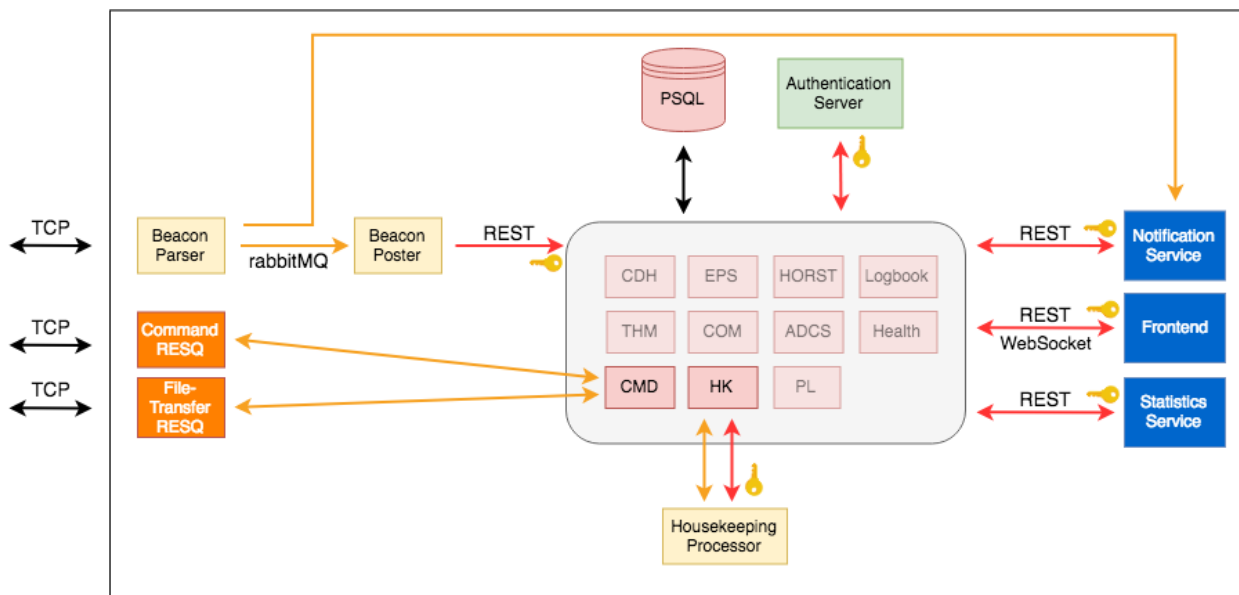 PSQL
Authentication
Server
TCP
Beacon
Parser
rabbitMQ
Beacon
Poster
REST
REST
Notification
Service
CDH
EPS
HORST
Logbook
TCP
Command
RESQ
THM
COM
ADCS
Health
REST
WebSocket
Frontend
TCP
File-
Transfer
RESQ
CMD
HK
PL
REST
Statistics
Service
Housekeeping
Processor